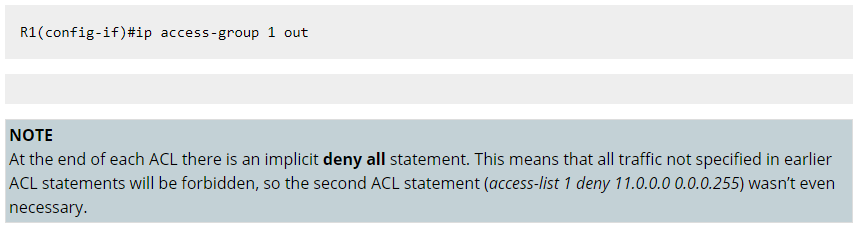 R1(config-if)#ip access-group 1 out
NOTE
At the end of each ACL there is an implicit deny all statement. This means that all traffic not specified in earlier
ACL statements will be forbidden, so the second ACL statement (access-list 1 deny 11.0.0.0 0.0.0.255) wasn’t even
necessary.